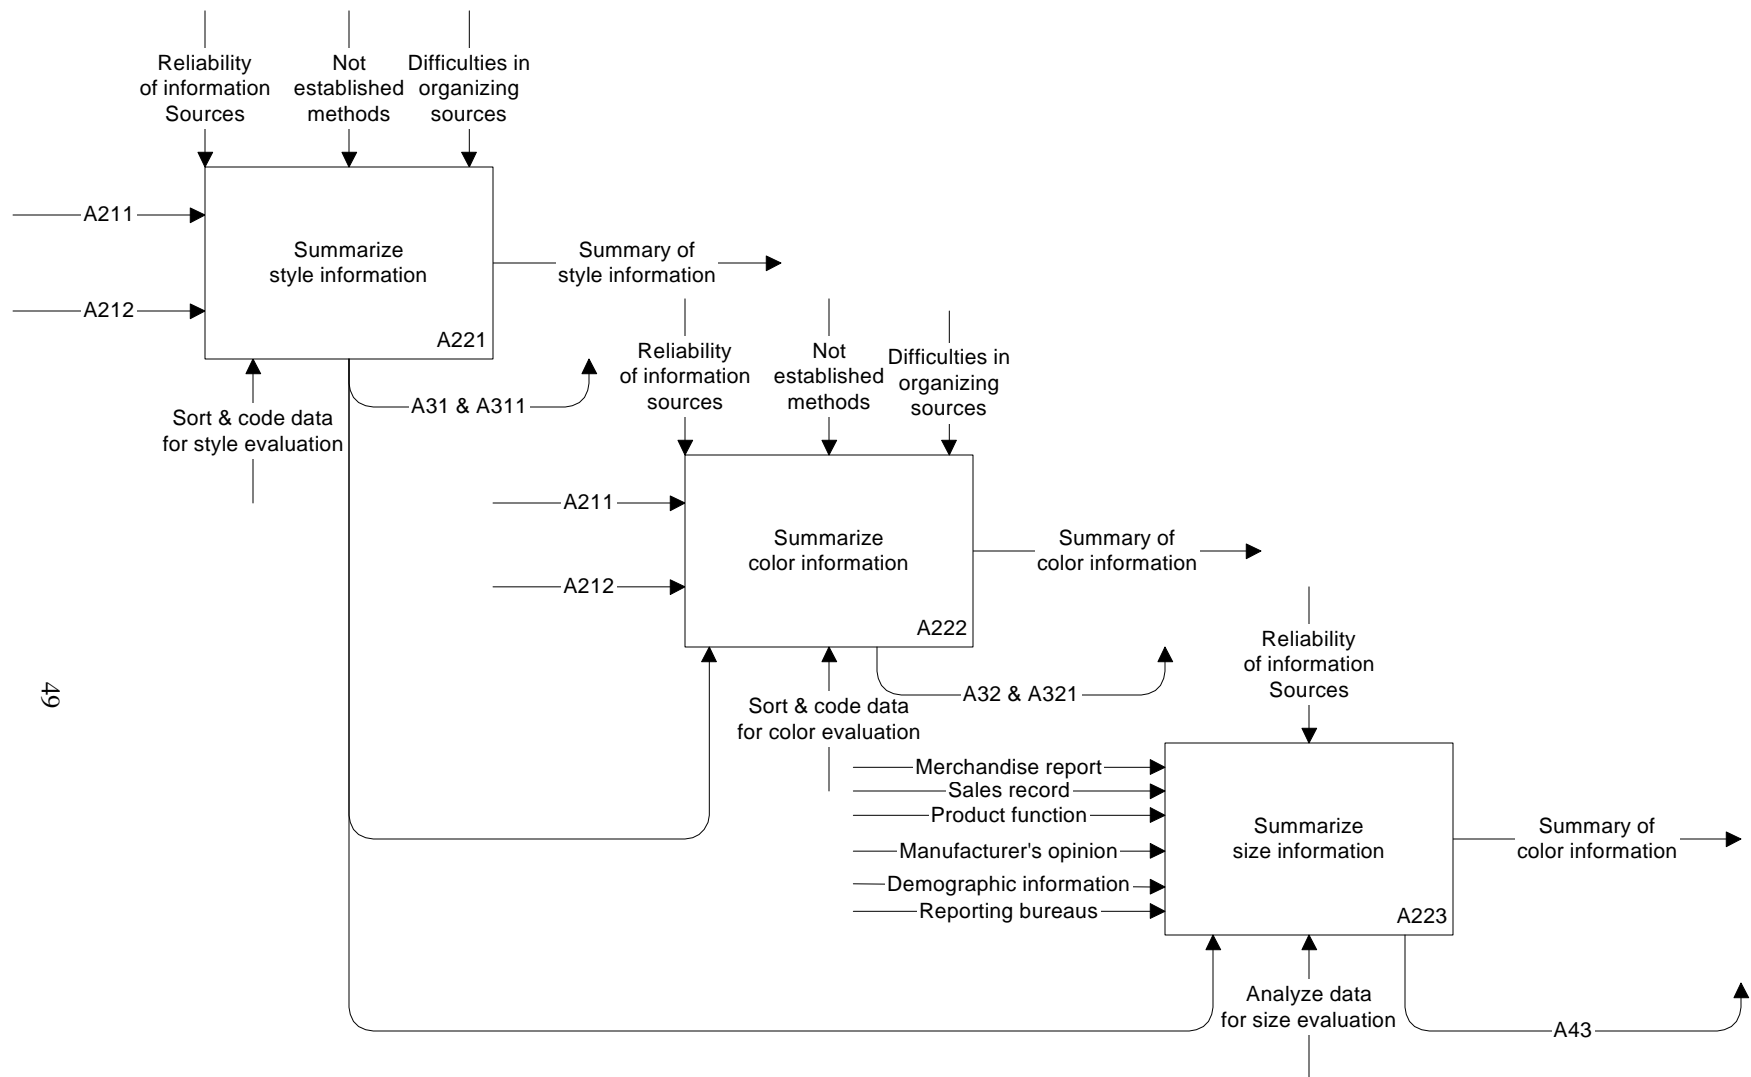 Reliability
of information
Sources
Not
established
methods
Difficulties in
organizing
sources
A211
A212
Summarize
style information
A221
Summary of
style information
Sort & code data
for style evaluation
A31 & A311
Reliability
of information
sources
Not
established
methods
Difficulties in
organizing
sources
A211
A212
Summarize
color information
A222
Summary of
color information
Sort & code data
for color evaluation
A32 & A321
Reliability
of information
Sources
Merchandise report
Sales record
Product function
Manufacturer's opinion
Demographic information
Reporting bureaus
Summarize
size information
A223
Summary of
color information
Analyze data
for size evaluation
A43
49